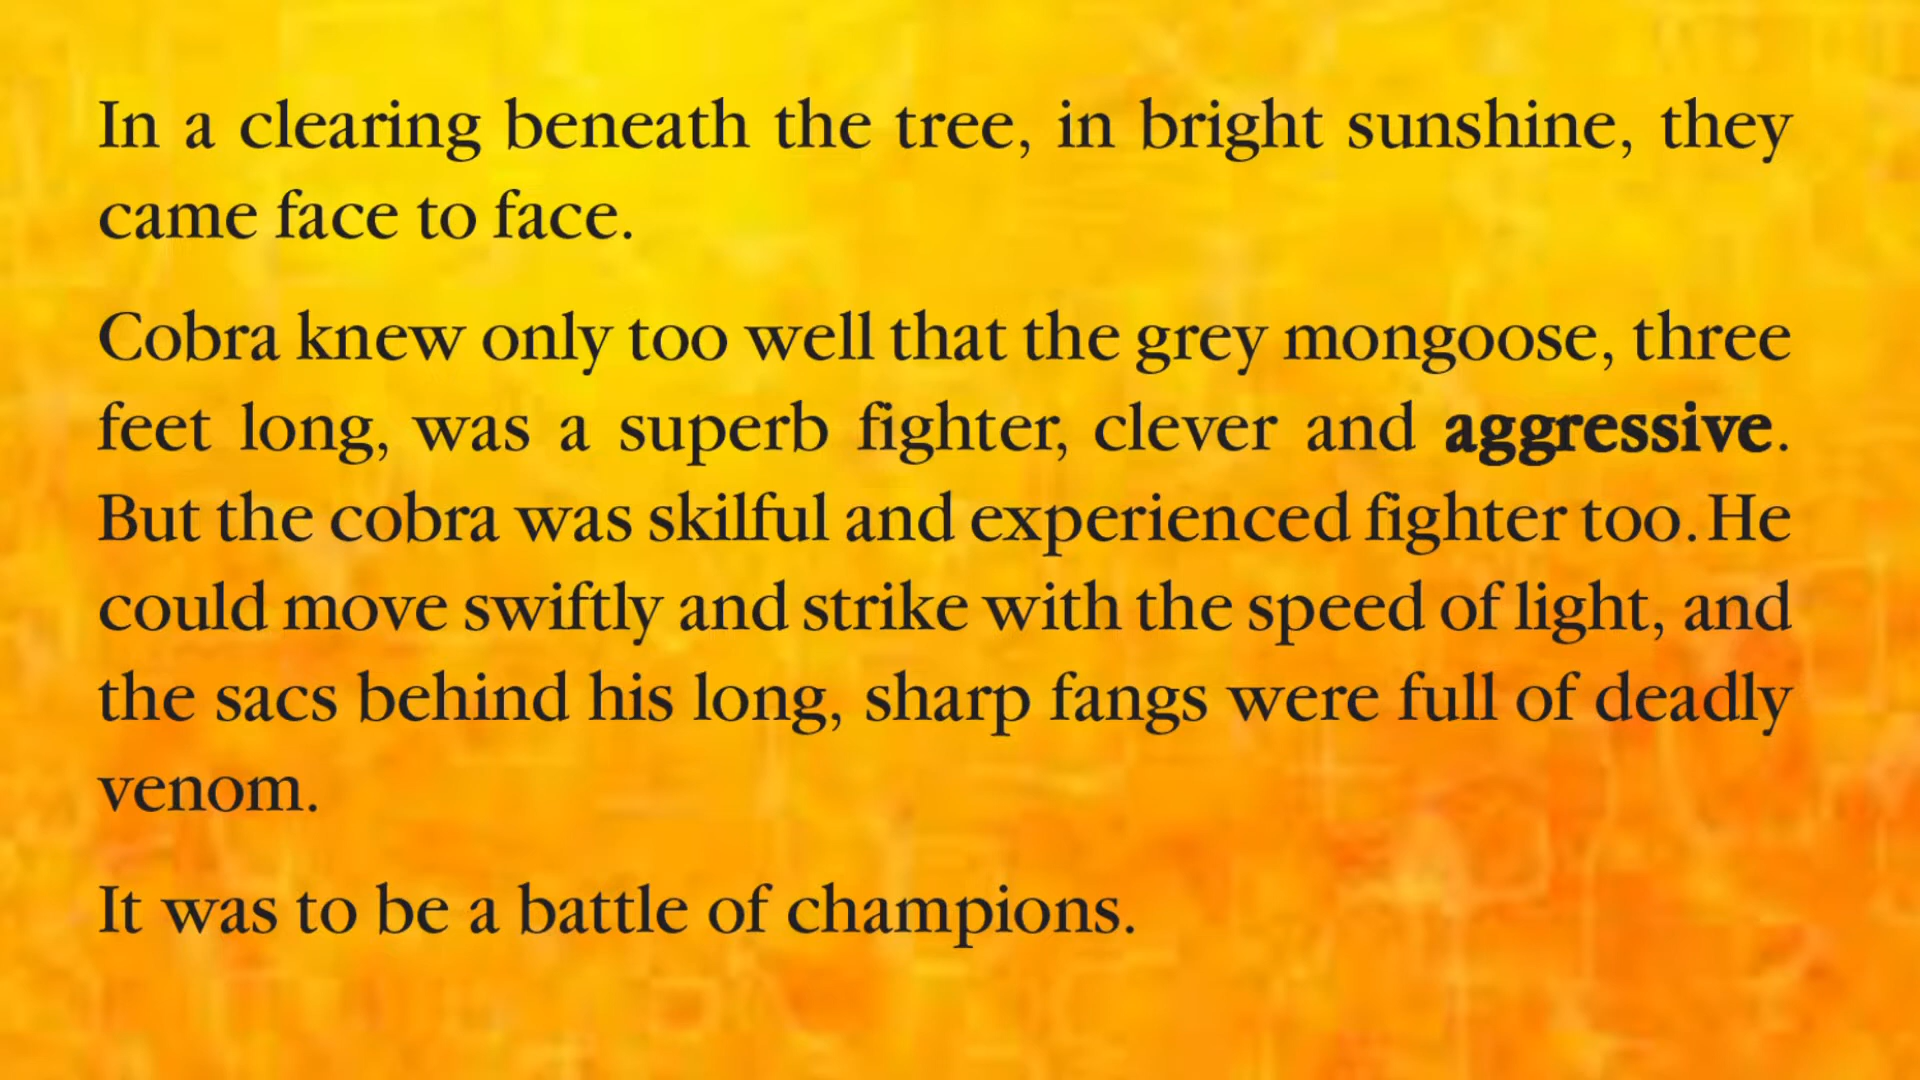 In a clearing beneath the tree, in bright sunshine, they
came face to face.
Cobra knew only too well that the grey mongoose, three
feet long, was a superb fighter, clever and aggressive.
But the cobra was skilful and experienced fighter too. He
could move swiftly and strike with the speed of light, and
the sacs behind his long, sharp fangs were full of deadly
venom.
It was to be a battle of champions.